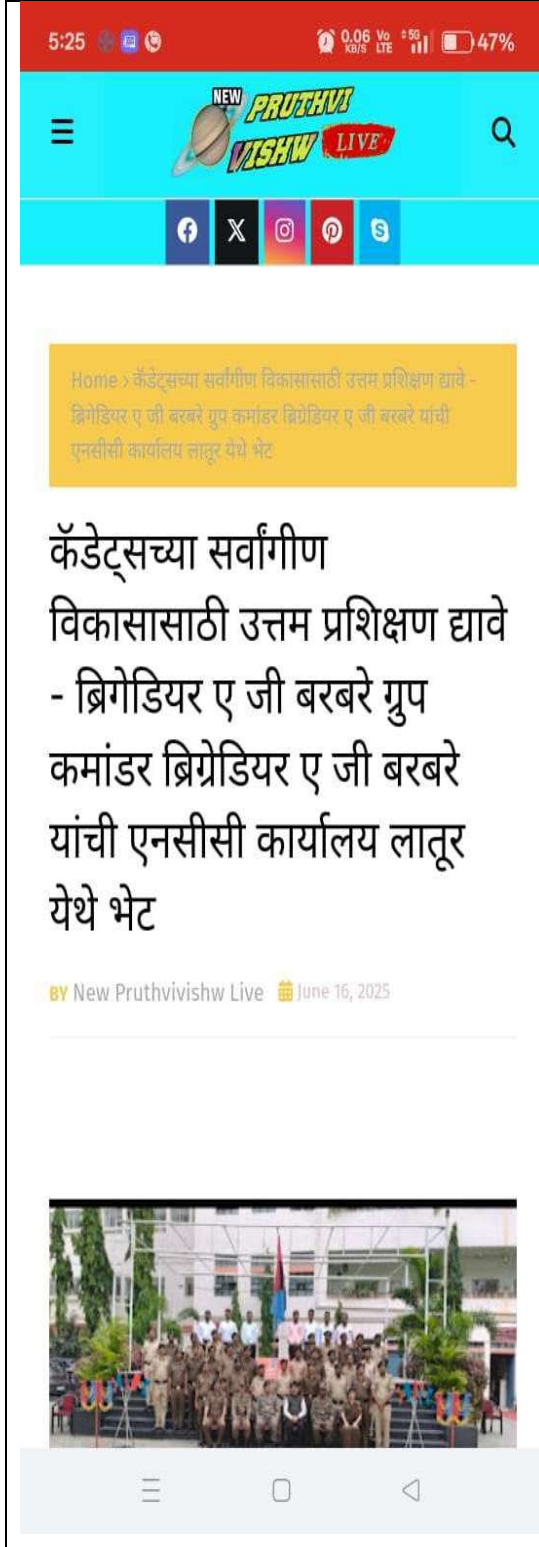 5:25
0.06 KB/S Vo LTE 5G 47%
NEW PRUTHVI
VISHW LIVE
Home › कॅडेट्सच्या सर्वांगीण विकासासाठी उत्तम प्रशिक्षण द्यावे -
ब्रिगेडियर ए जी बरबरे ग्रुप कमांडर ब्रिग्रेडियर ए जी बरबरे यांची
एनसीसी कार्यालय लातूर येथे भेट
कॅडेट्सच्या सर्वांगीण
विकासासाठी उत्तम प्रशिक्षण द्यावे
- ब्रिगेडियर ए जी बरबरे ग्रुप
कमांडर ब्रिग्रेडियर ए जी बरबरे
यांची एनसीसी कार्यालय लातूर
येथे भेट
BY New Pruthvivishw Live June 16, 2025